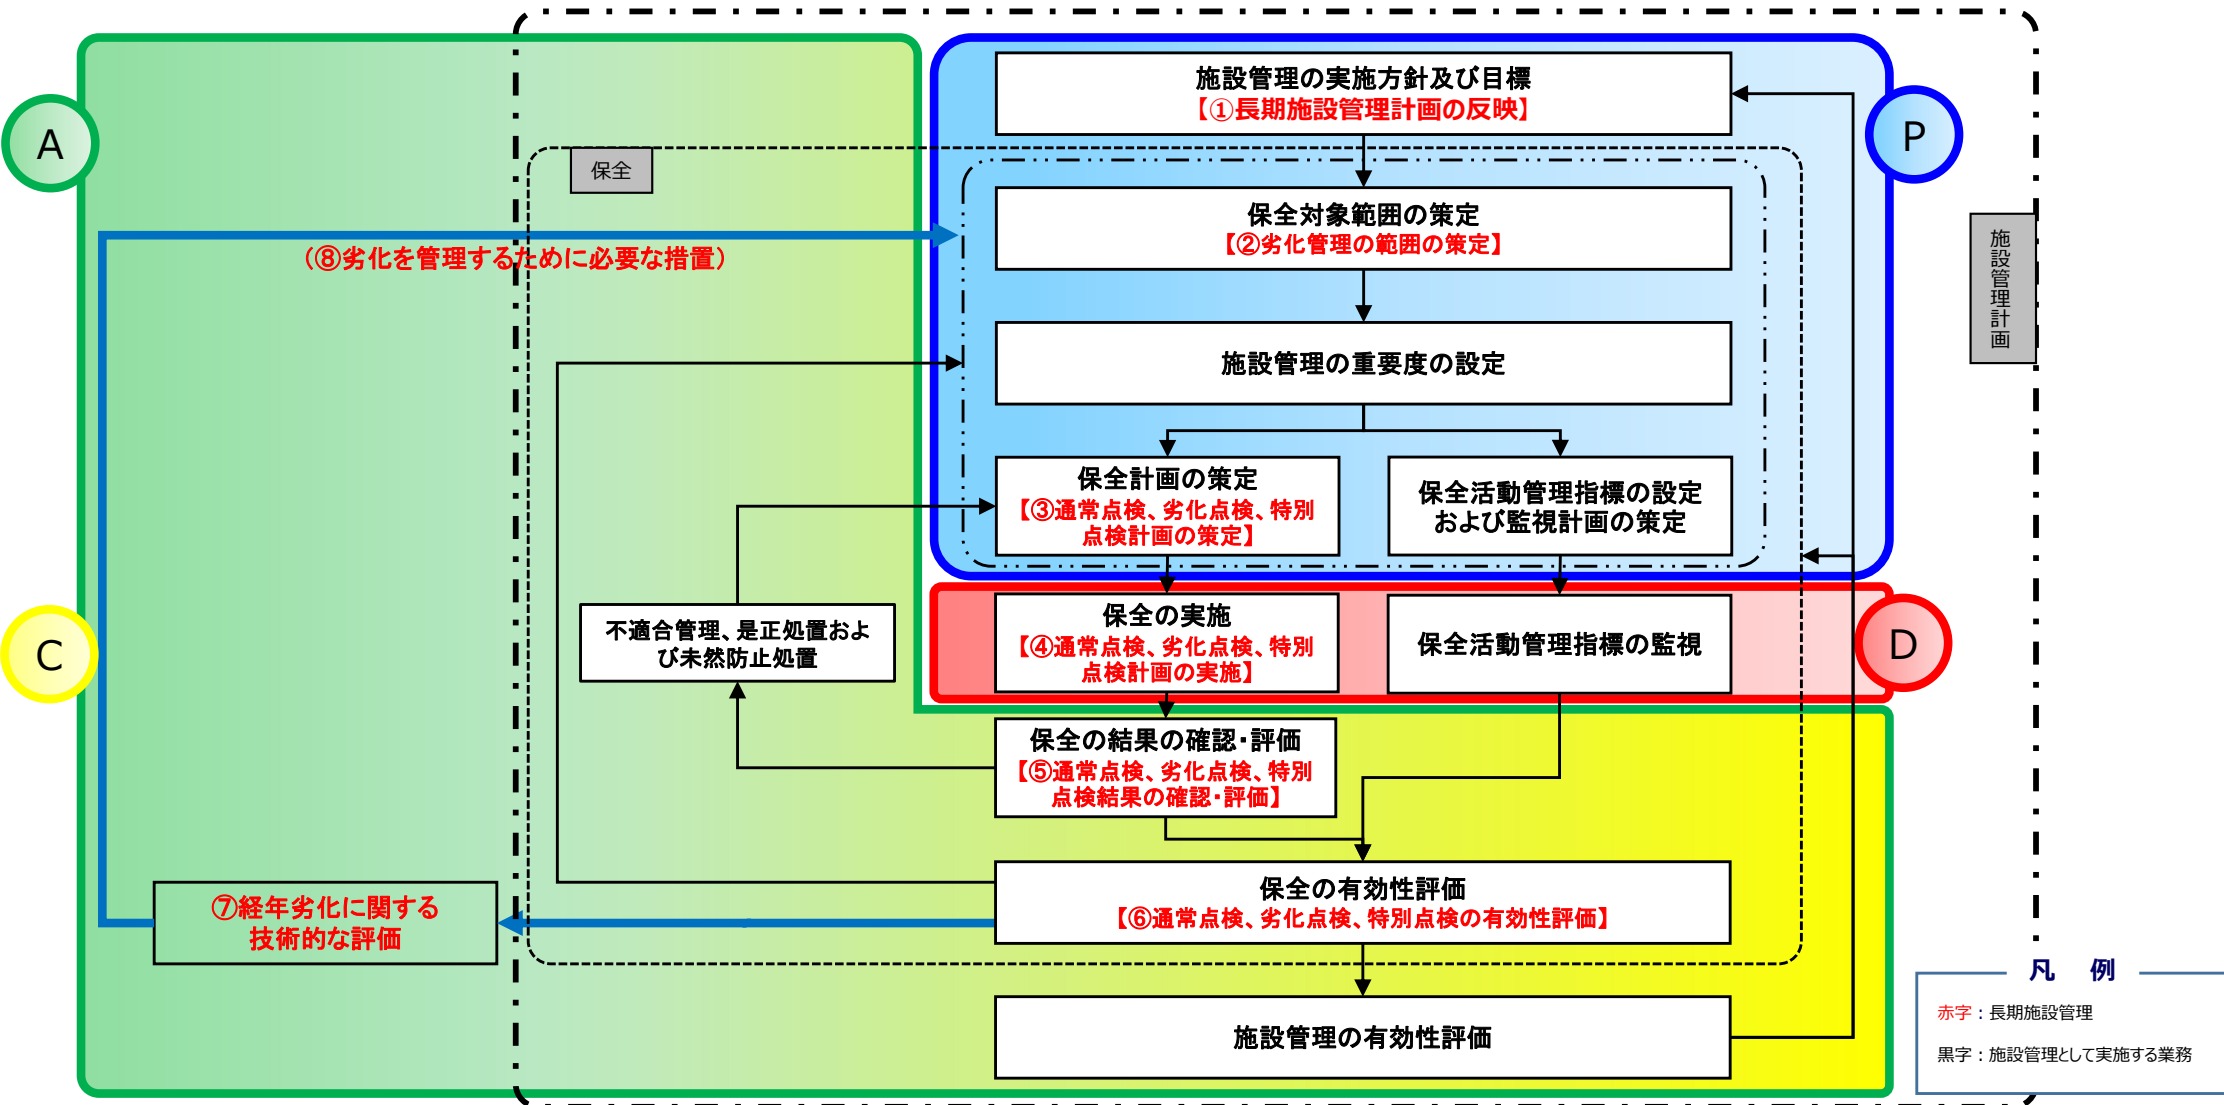 施設管理の実施方針及び目標
【①長期施設管理計画の反映】
A
P
保全
保全対象範囲の策定
【②劣化管理の範囲の策定】
（⑧劣化を管理するために必要な措置）
施設管理計画
施設管理の重要度の設定
保全計画の策定
【③通常点検、劣化点検、特別
点検計画の策定】
保全活動管理指標の設定
および監視計画の策定
不適合管理、是正処置およ
び未然防止処置
保全の実施
【④通常点検、劣化点検、特別
点検計画の実施】
保全活動管理指標の監視
C
D
保全の結果の確認・評価
【⑤通常点検、劣化点検、特別
点検結果の確認・評価】
保全の有効性評価
【⑥通常点検、劣化点検、特別点検の有効性評価】
⑦経年劣化に関する
技術的な評価
施設管理の有効性評価
凡　例
赤字：長期施設管理
黒字：施設管理として実施する業務